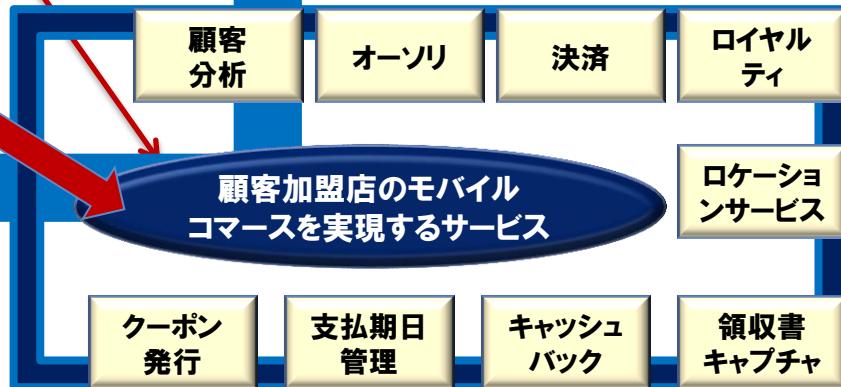 顧客
分析
オーソリ
決済
ロイヤル
ティ
顧客加盟店のモバイル
コマースを実現するサービス
ロケーショ
ンサービス
クーポン
発行
支払期日
管理
キャッシュ
バック
領収書
キャプチャ